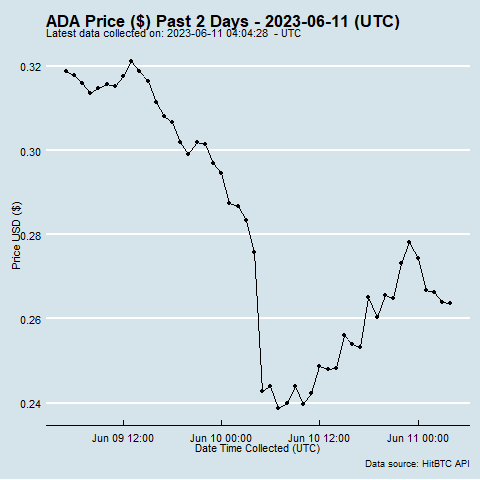 ADA Price ($) Past 2 Days - 2023-06-11 (UTC)
Latest data collected on: 2023-06-11 04:04:28 - UTC
0.32
0.30
0.28
0.26
0.24
Price USD ($)
Jun 09 12:00
Jun 10 00:00
Jun 10 12:00
Jun 11 00:00
Date Time Collected (UTC)
Data source: HitBTC API